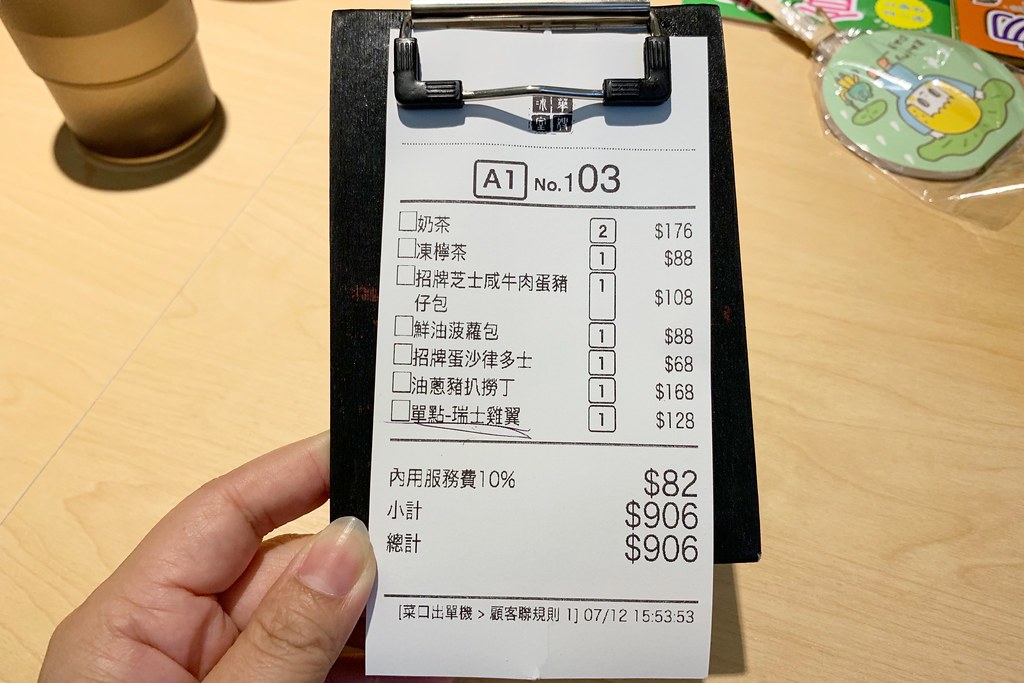 冰華
室嫂
A1 No.103
奶茶 2 $176
凍檸茶 1 $88
招牌芝士咸牛肉蛋豬 1 $108
仔包
鮮油菠蘿包 1 $88
招牌蛋沙律多士 1 $68
油蔥豬扒撈丁 1 $168
單點-瑞士雞翼 1 $128
內用服務費10% $82
小計 $906
總計 $906
[菜口出單機 > 顧客聯規則 1] 07/12 15:53:53